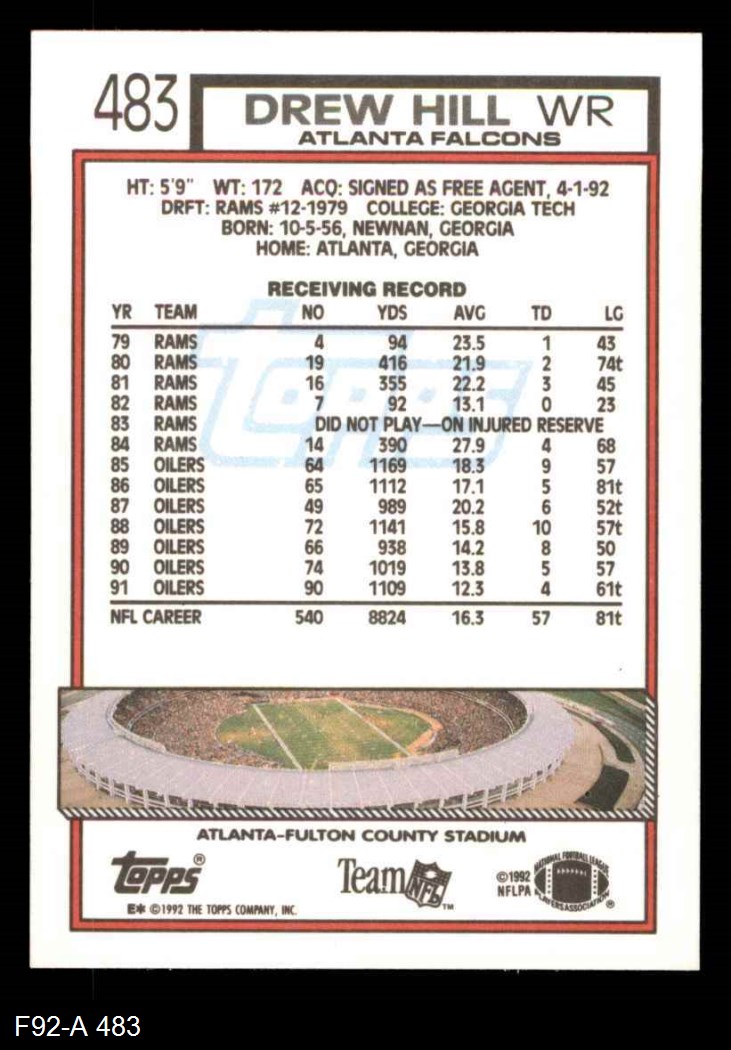 483
DREW HILL WR
ATLANTA FALCONS
HT: 5'9" WT: 172 ACQ: SIGNED AS FREE AGENT, 4-1-92
DRFT: RAMS #12-1979 COLLEGE: GEORGIA TECH
BORN: 10-5-56, NEWNAN, GEORGIA
HOME: ATLANTA, GEORGIA
RECEIVING RECORD
YR TEAM NO YDS AVG TD LG
79 RAMS 4 94 23.5 1 43
80 RAMS 19 416 21.9 2 74t
81 RAMS 16 355 22.2 3 45
82 RAMS 7 92 13.1 0 23
83 RAMS DID NOT PLAY—ON INJURED RESERVE
84 RAMS 14 390 27.9 4 68
85 OILERS 64 1169 18.3 9 57
86 OILERS 65 1112 17.1 5 81t
87 OILERS 49 989 20.2 6 52t
88 OILERS 72 1141 15.8 10 57t
89 OILERS 66 938 14.2 8 50
90 OILERS 74 1019 13.8 5 57
91 OILERS 90 1109 12.3 4 61t
NFL CAREER 540 8824 16.3 57 81t
topps
ATLANTA-FULTON COUNTY STADIUM
topps®
E* ©1992 THE TOPPS COMPANY, INC.
Team NFL™
©1992
NFLPA
NATIONAL FOOTBALL LEAGUE
PLAYERS ASSOCIATION®
F92-A 483